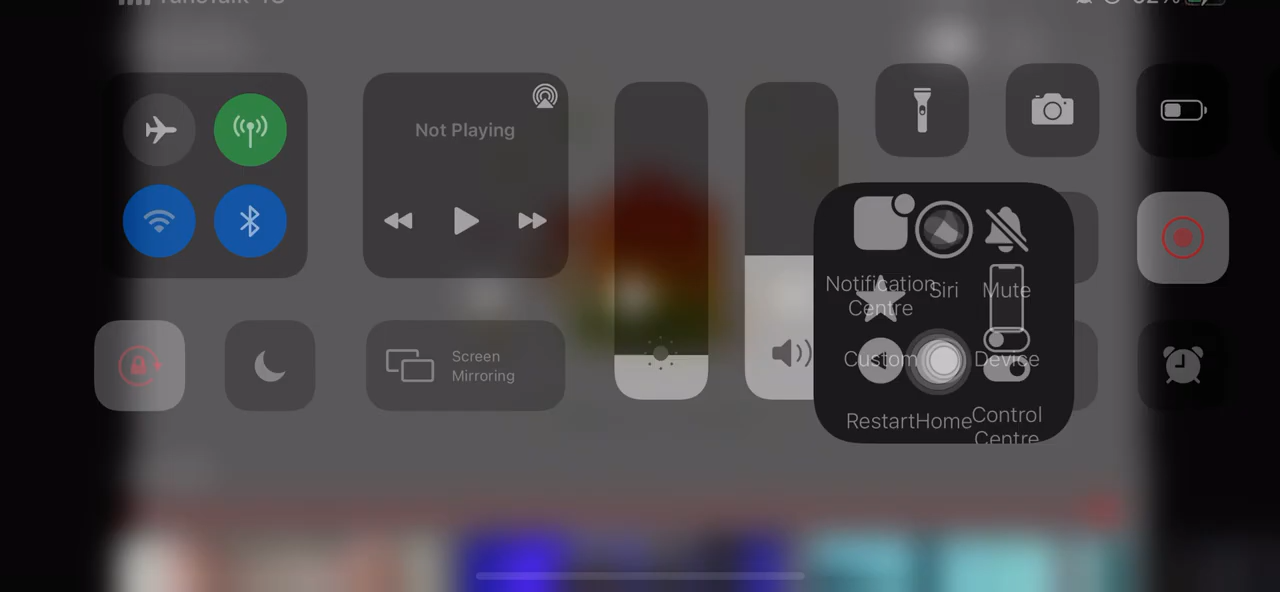 Not Playing
Screen
Mirroring
Notification
Centre
Siri
Mute
Custom
Device
Restart
Home
Control
Centre